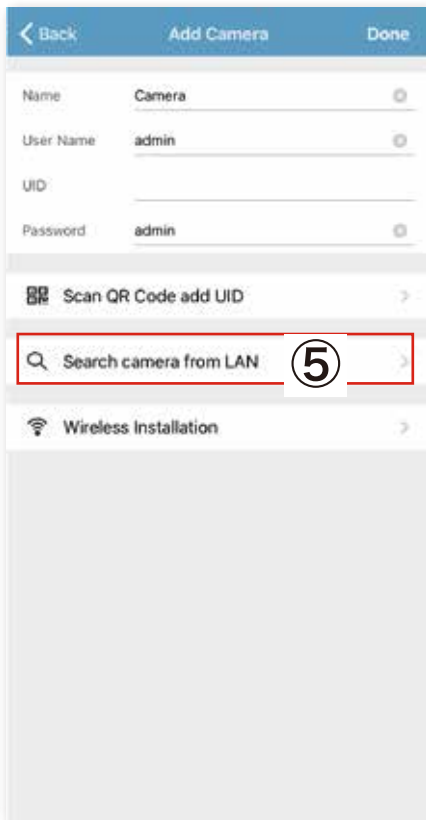 Back Add Camera Done
Name Camera
User Name admin
UID
Password admin
Scan QR Code add UID
Search camera from LAN ⑤
Wireless Installation